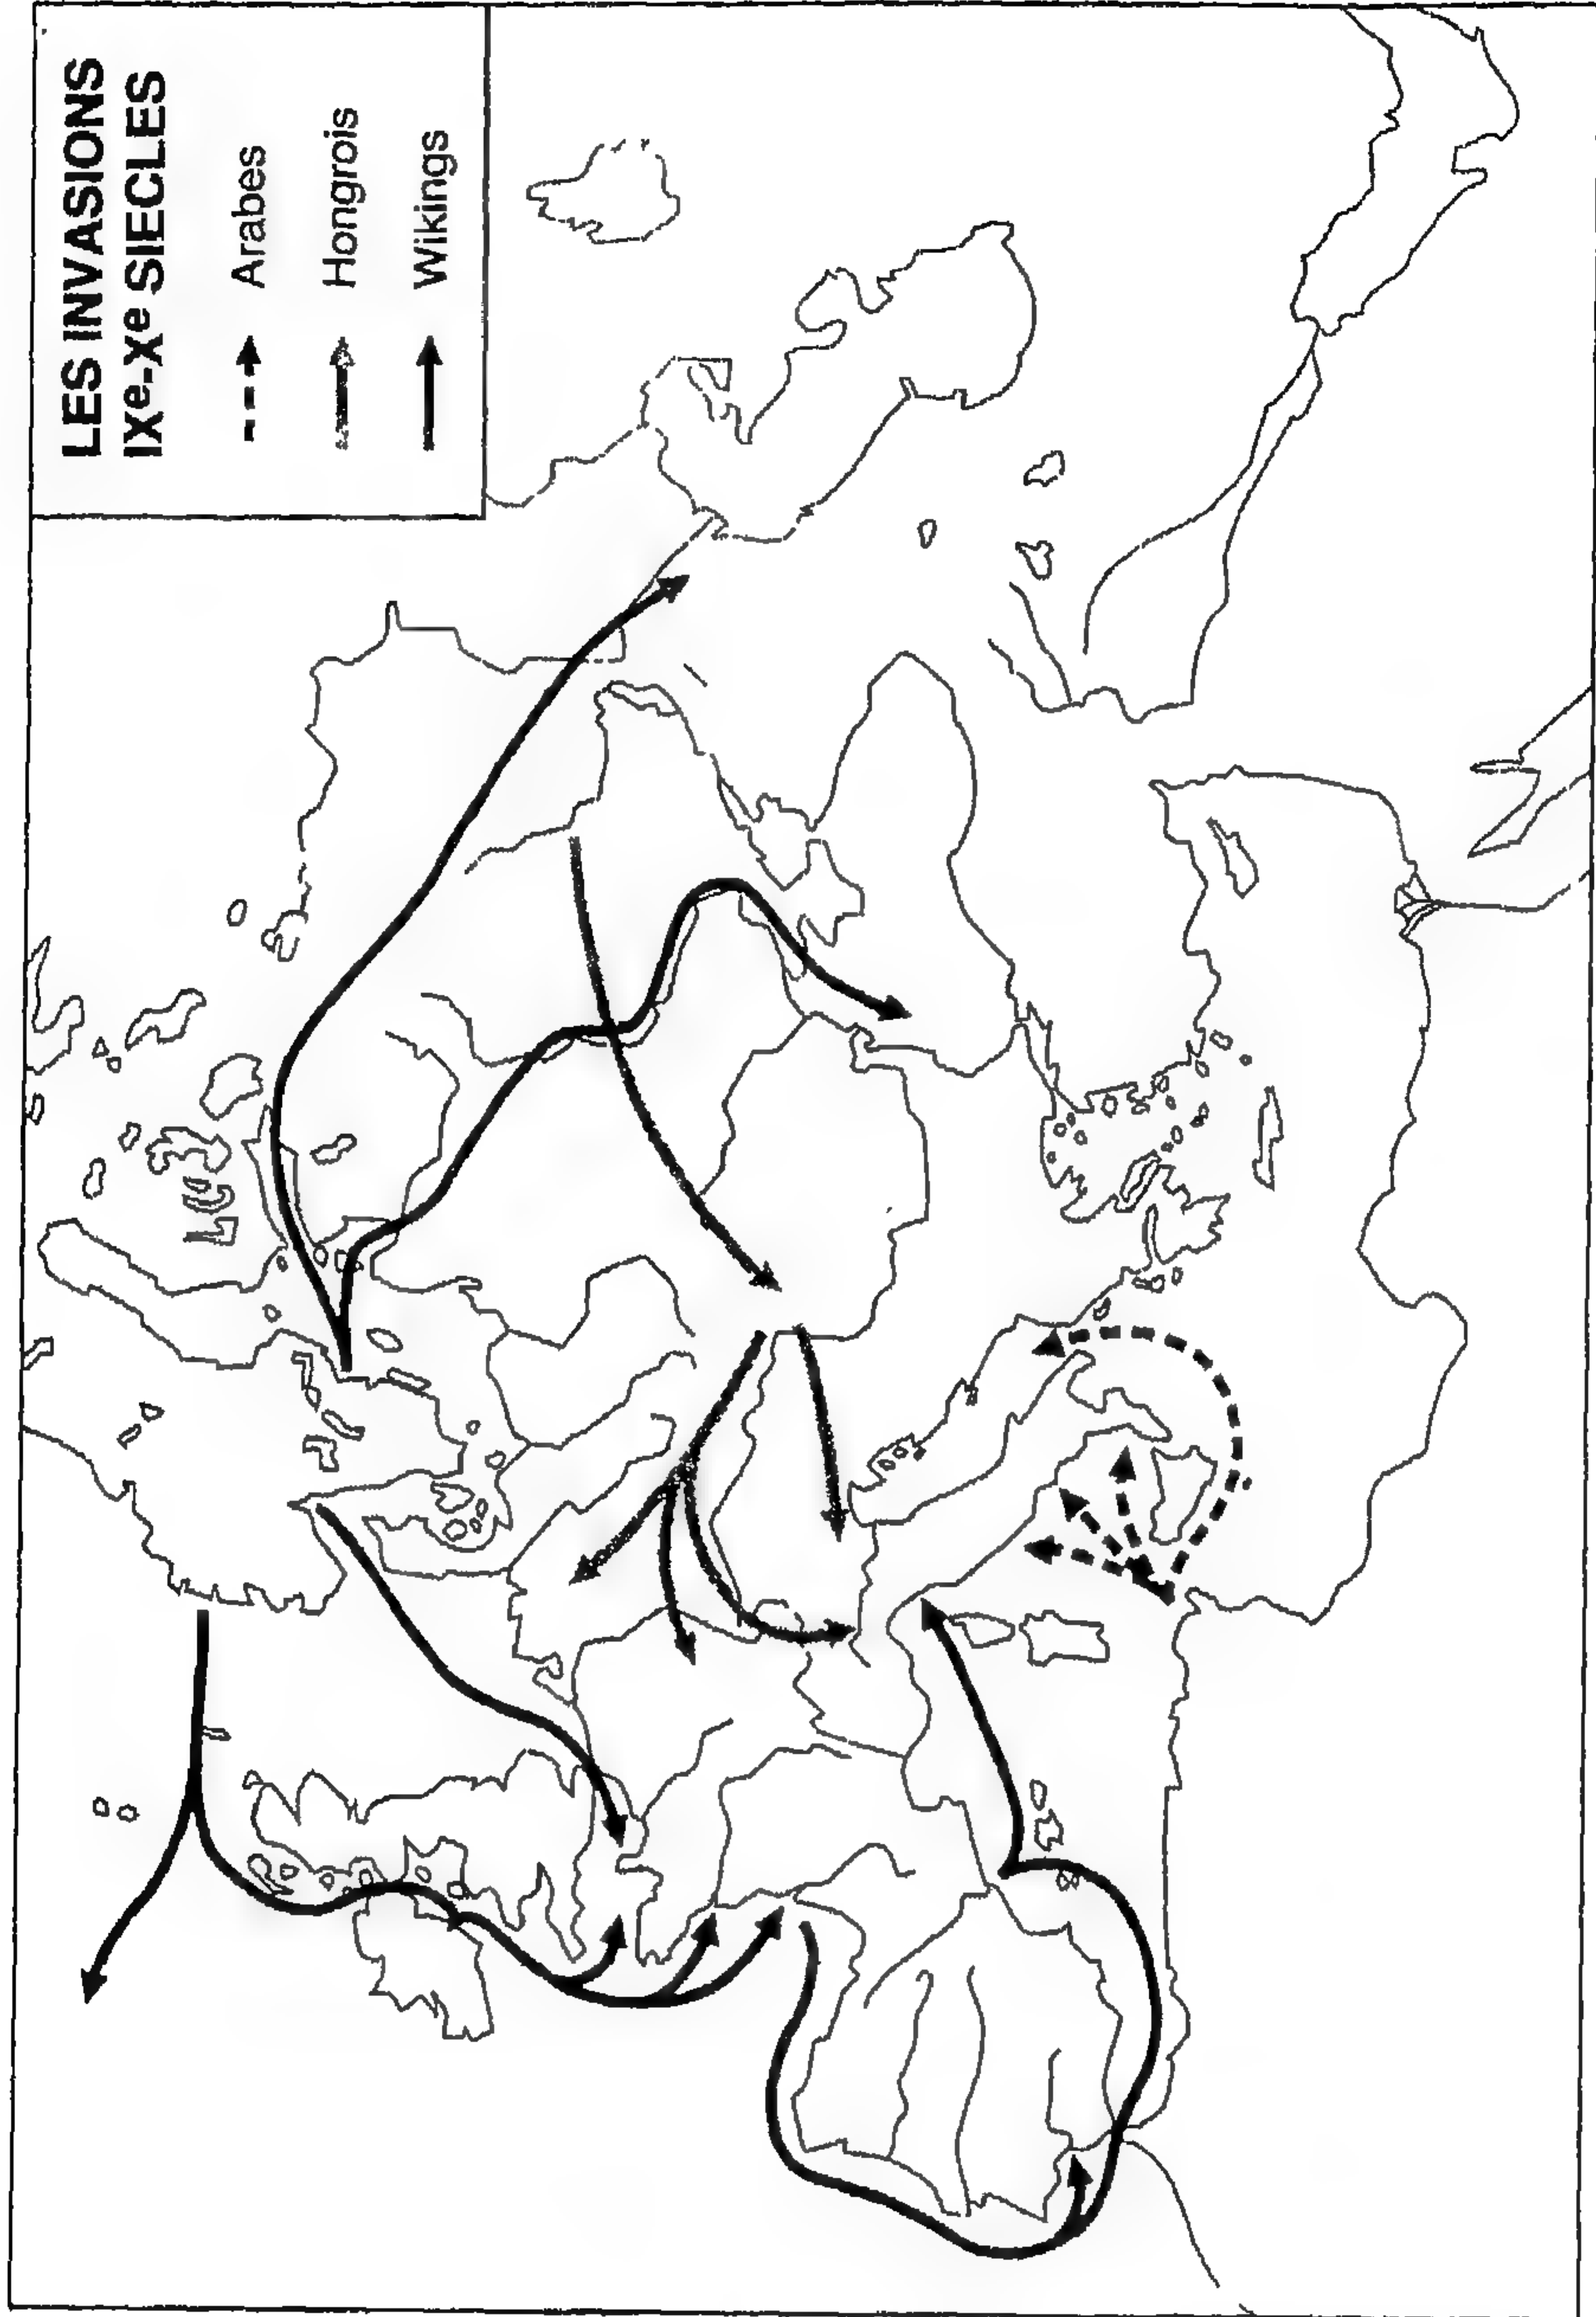 LES INVASIONS
IXe-Xe SIECLES
Arabes
Hongrois
Wikings